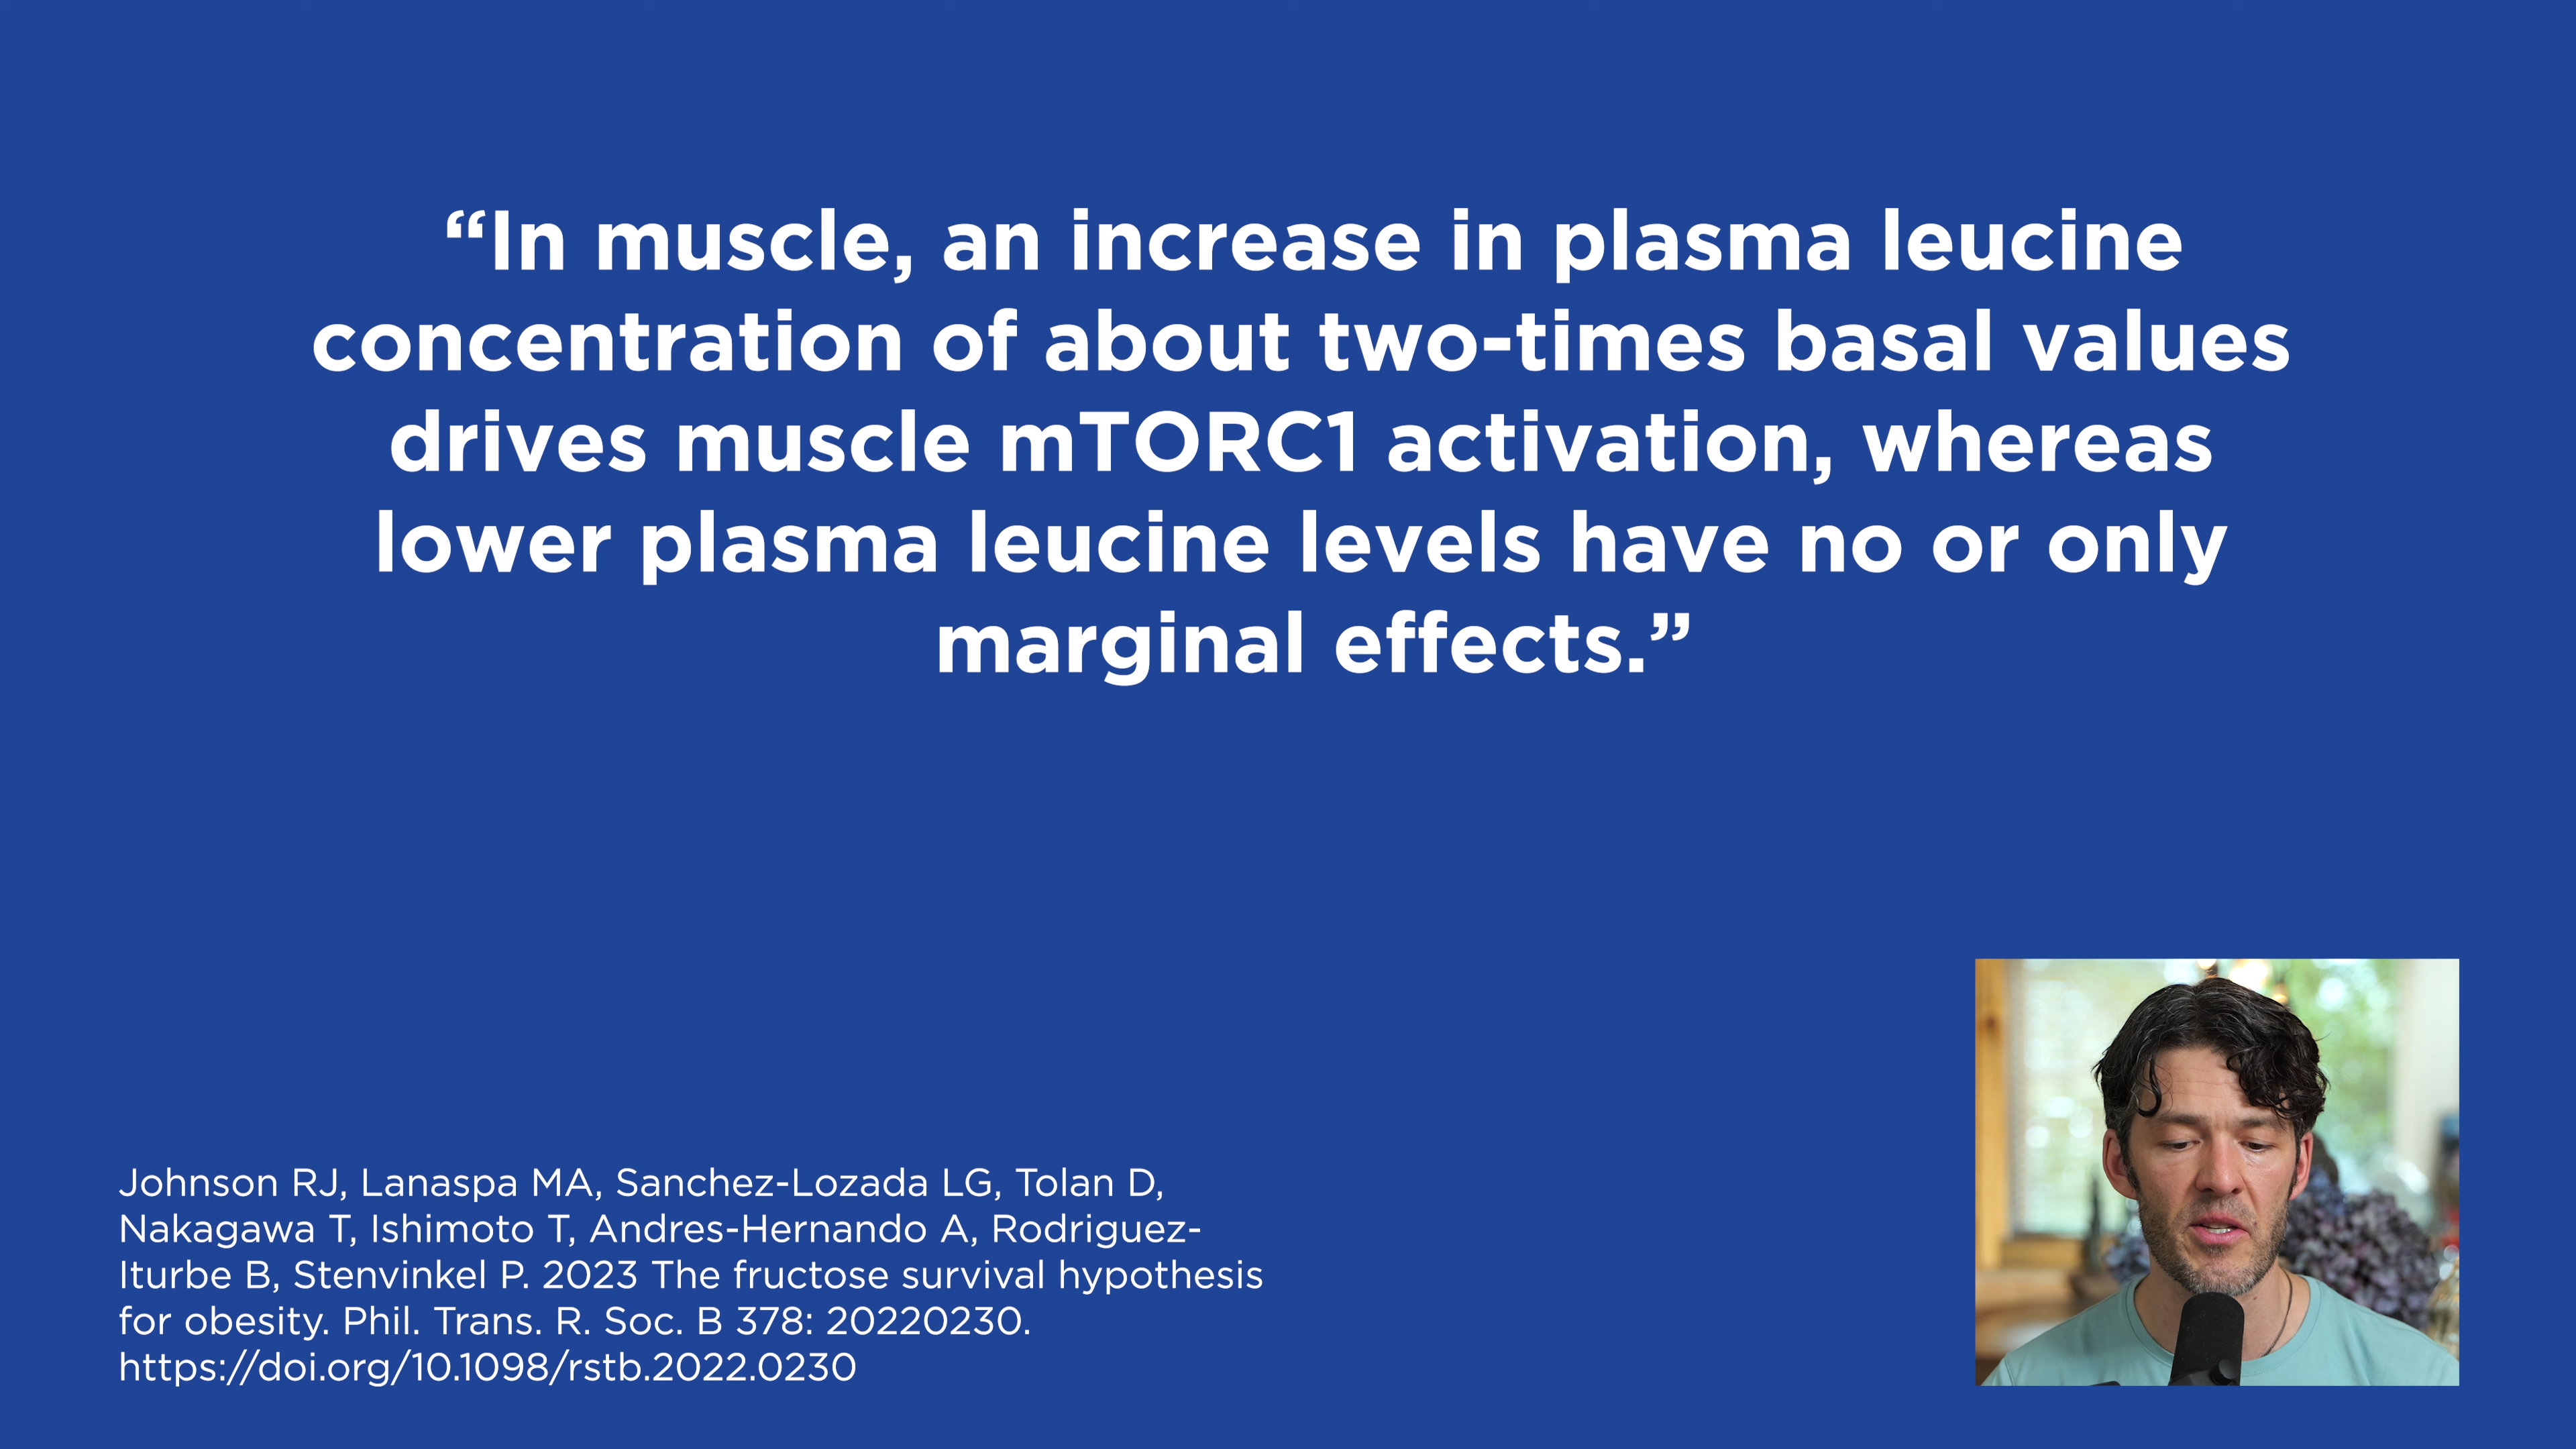 “In muscle, an increase in plasma leucine
concentration of about two-times basal values
drives muscle mTORC1 activation, whereas
lower plasma leucine levels have no or only
marginal effects.”
Johnson RJ, Lanaspa MA, Sanchez-Lozada LG, Tolan D,
Nakagawa T, Ishimoto T, Andres-Hernando A, Rodriguez-
Iturbe B, Stenvinkel P. 2023 The fructose survival hypothesis
for obesity. Phil. Trans. R. Soc. B 378: 20220230.
https://doi.org/10.1098/rstb.2022.0230